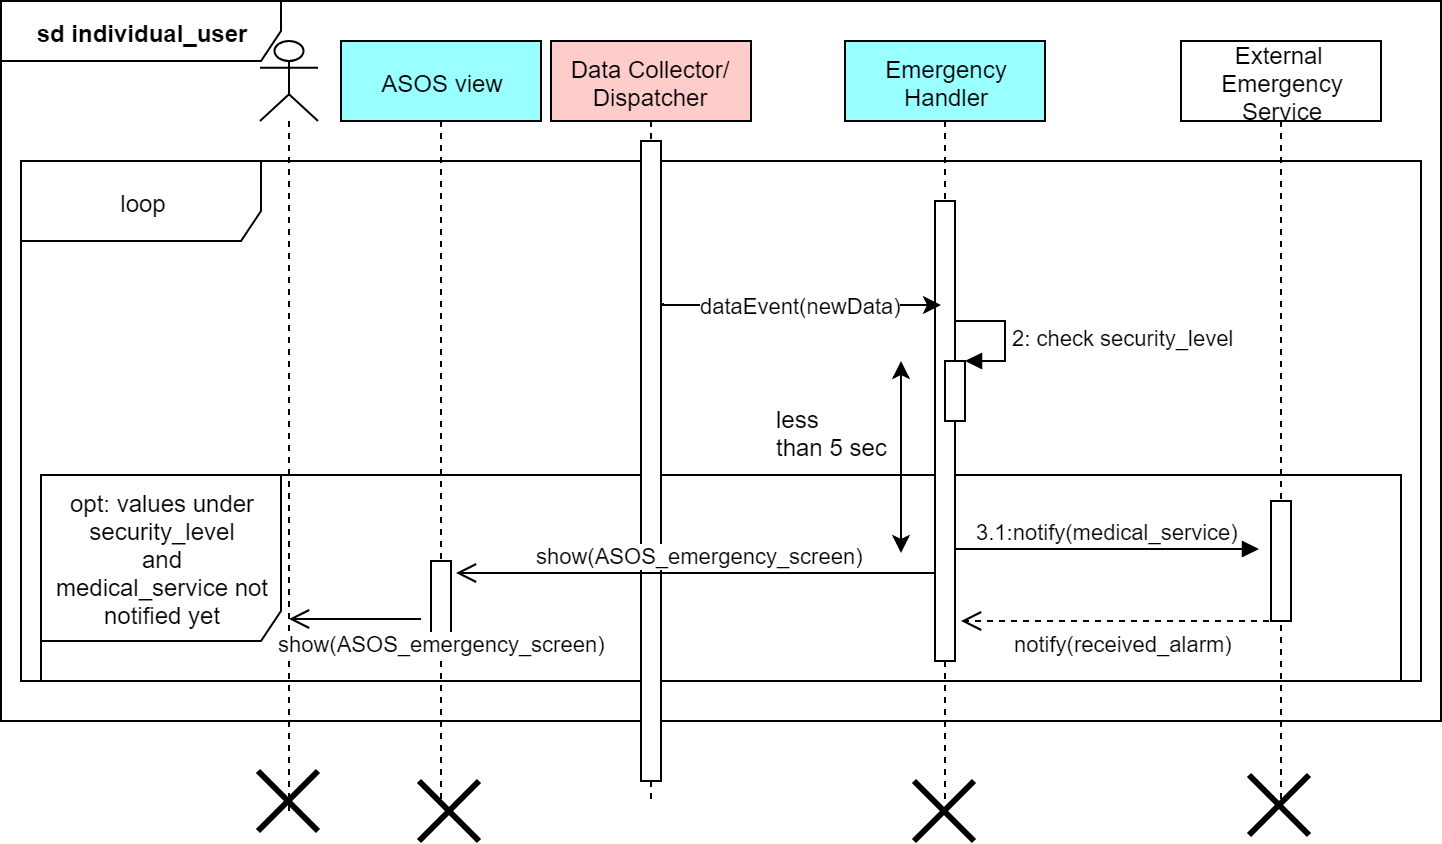 sd individual_user
ASOS view
Data Collector/
Dispatcher
Emergency
Handler
External
Emergency
Service
loop
dataEvent(newData)
2: check security_level
less
than 5 sec
opt: values under
security_level
and
medical_service not
notified yet
3.1:notify(medical_service)
show(ASOS_emergency_screen)
show(ASOS_emergency_screen)
notify(received_alarm)